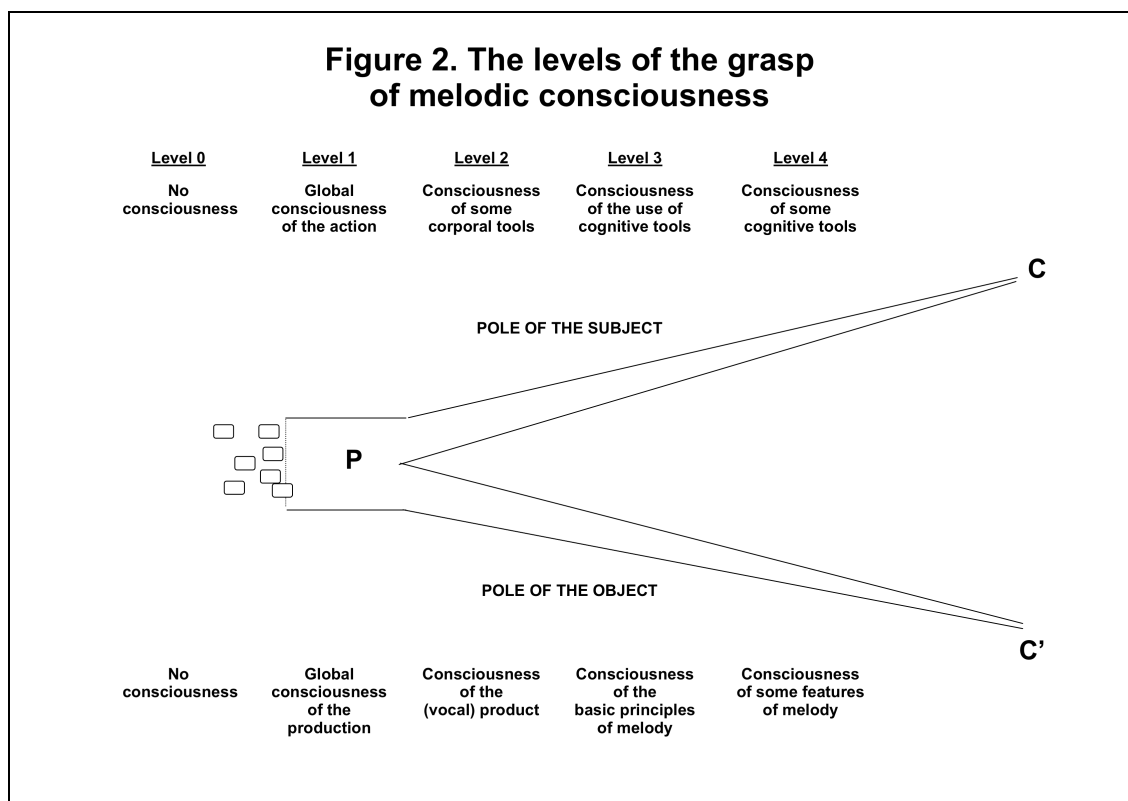 Figure 2. The levels of the grasp
of melodic consciousness
Level 0
Level 1
Level 2
Level 3
Level 4
No
consciousness
Global
consciousness
of the action
Consciousness
of some
corporal tools
Consciousness
of the use of
cognitive tools
Consciousness
of some
cognitive tools
C
POLE OF THE SUBJECT
P
POLE OF THE OBJECT
C’
No
consciousness
Global
consciousness
of the
production
Consciousness
of the
(vocal) product
Consciousness
of the
basic principles
of melody
Consciousness
of some features
of melody